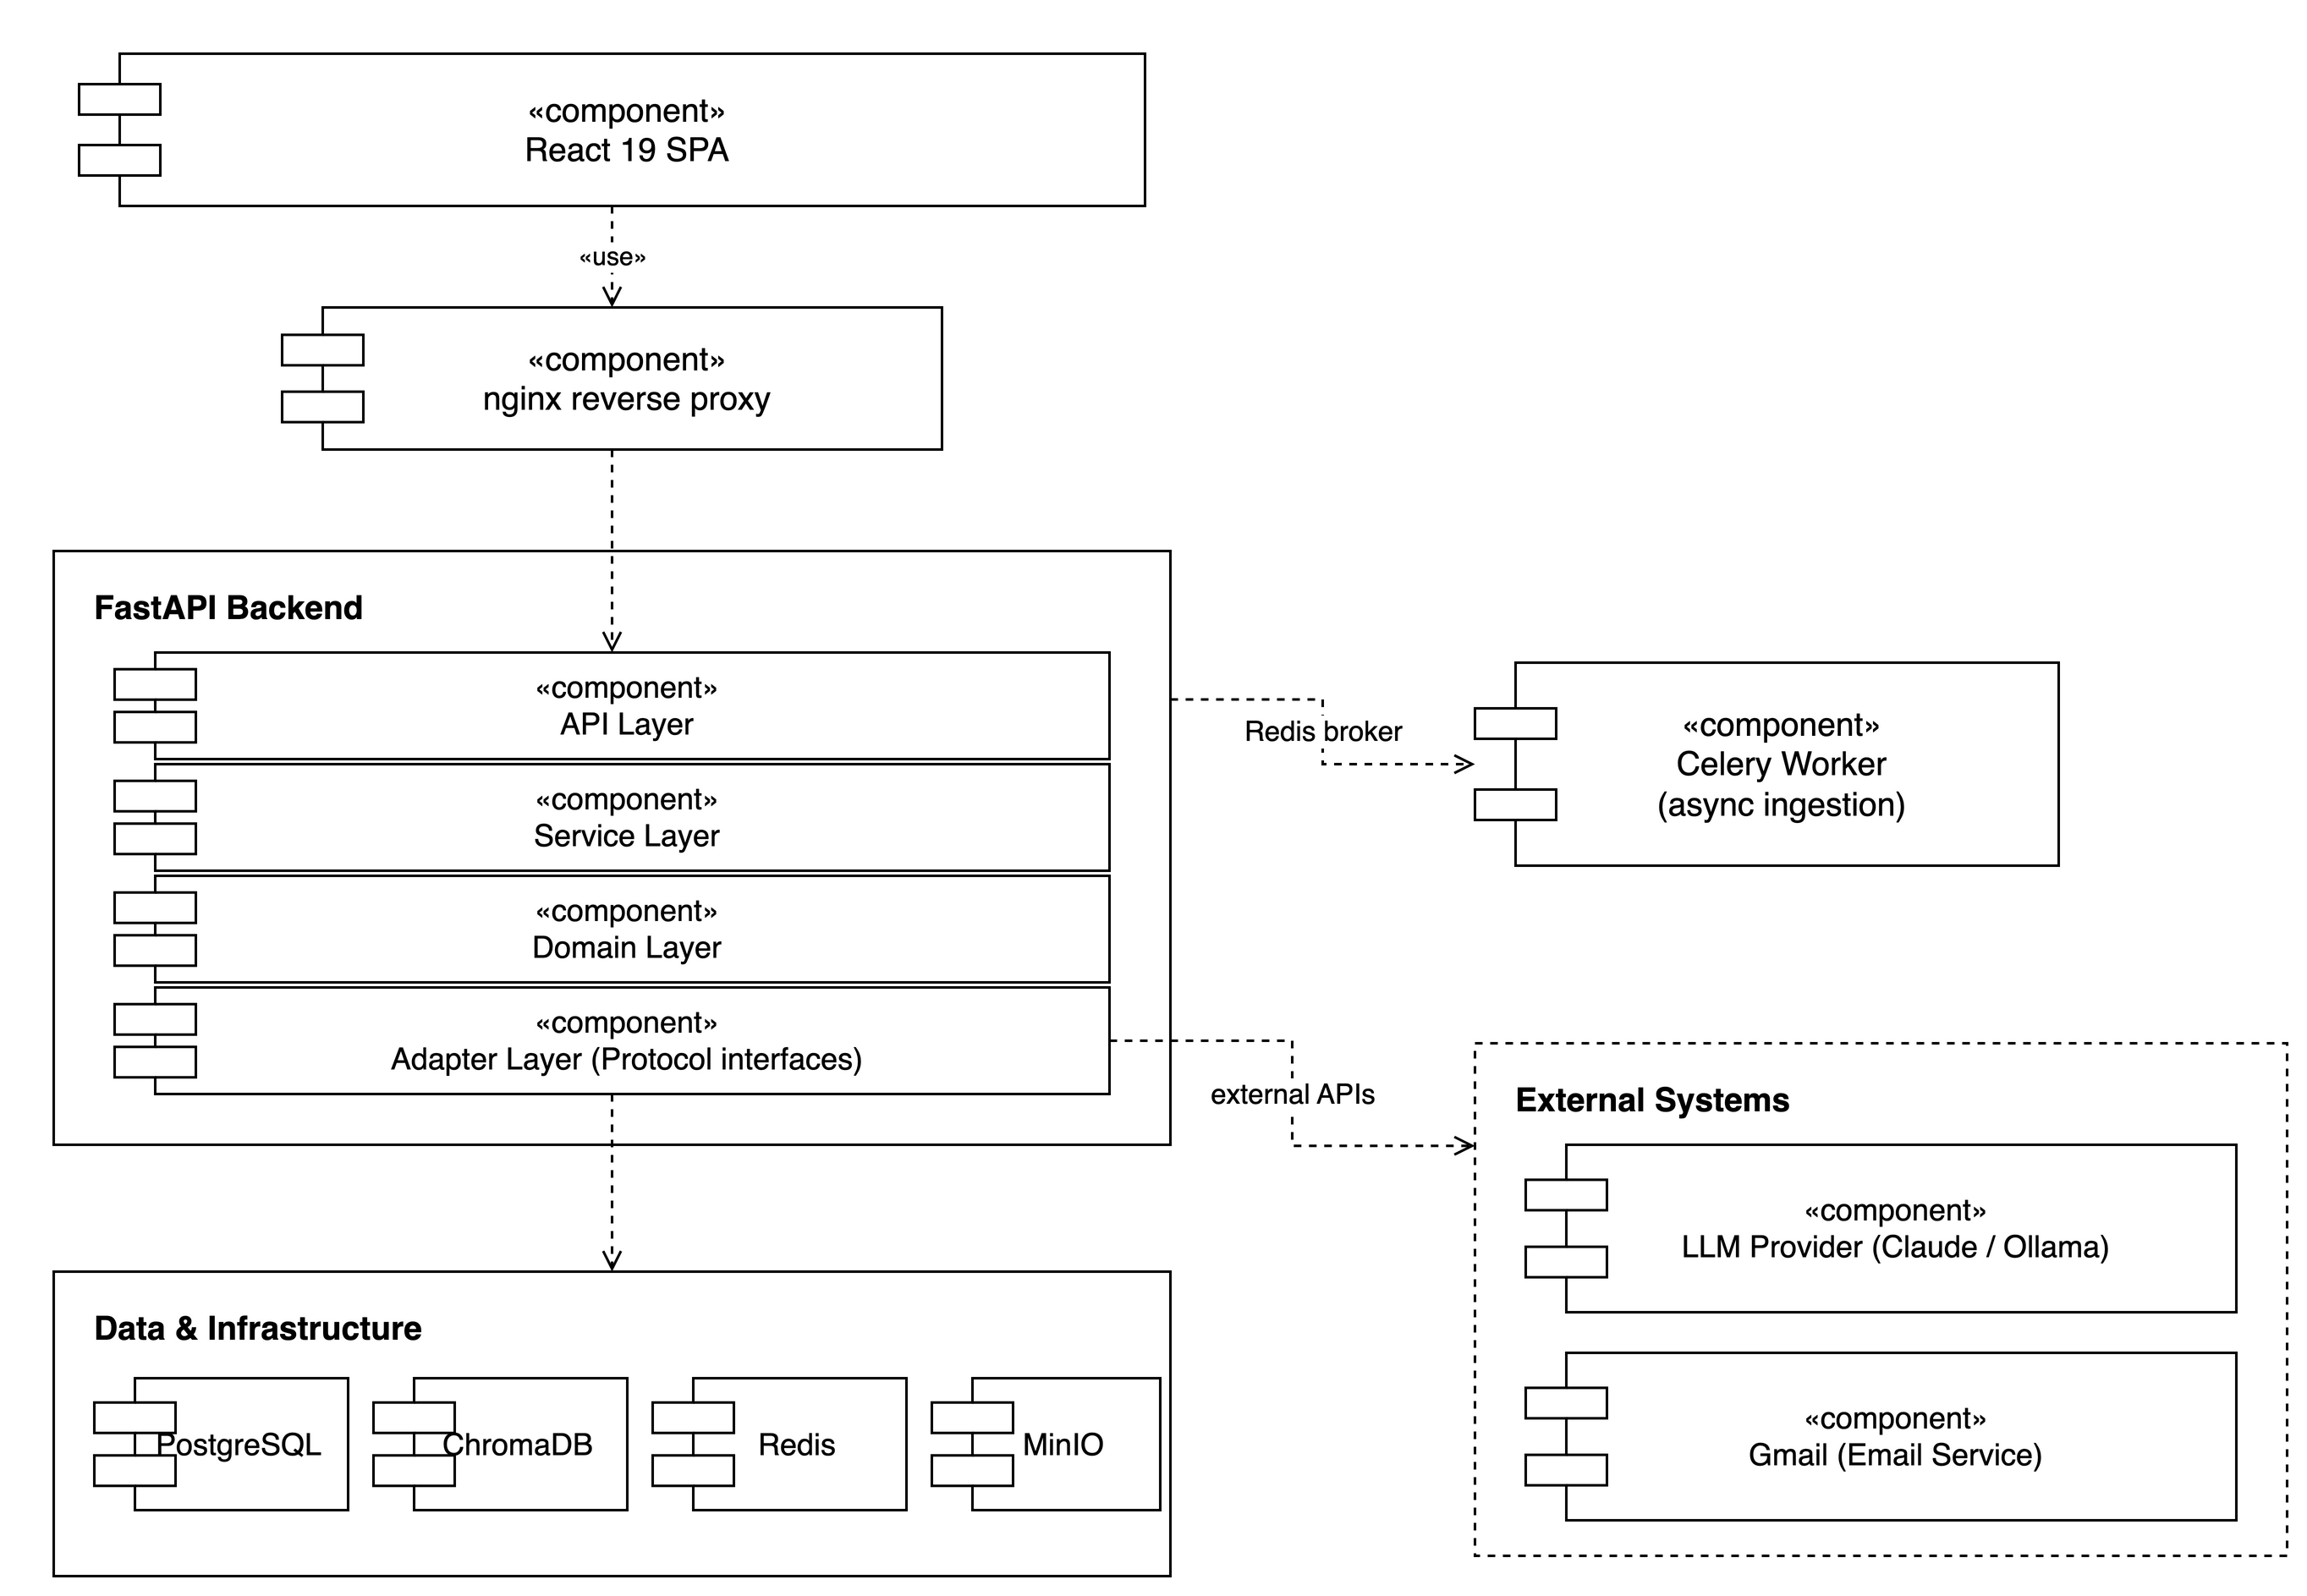 «component»
React 19 SPA
«use»
«component»
nginx reverse proxy
FastAPI Backend
«component»
API Layer
«component»
Service Layer
«component»
Domain Layer
«component»
Adapter Layer (Protocol interfaces)
Redis broker
«component»
Celery Worker
(async ingestion)
external APIs
External Systems
«component»
LLM Provider (Claude / Ollama)
«component»
Gmail (Email Service)
Data & Infrastructure
PostgreSQL
ChromaDB
Redis
MinIO